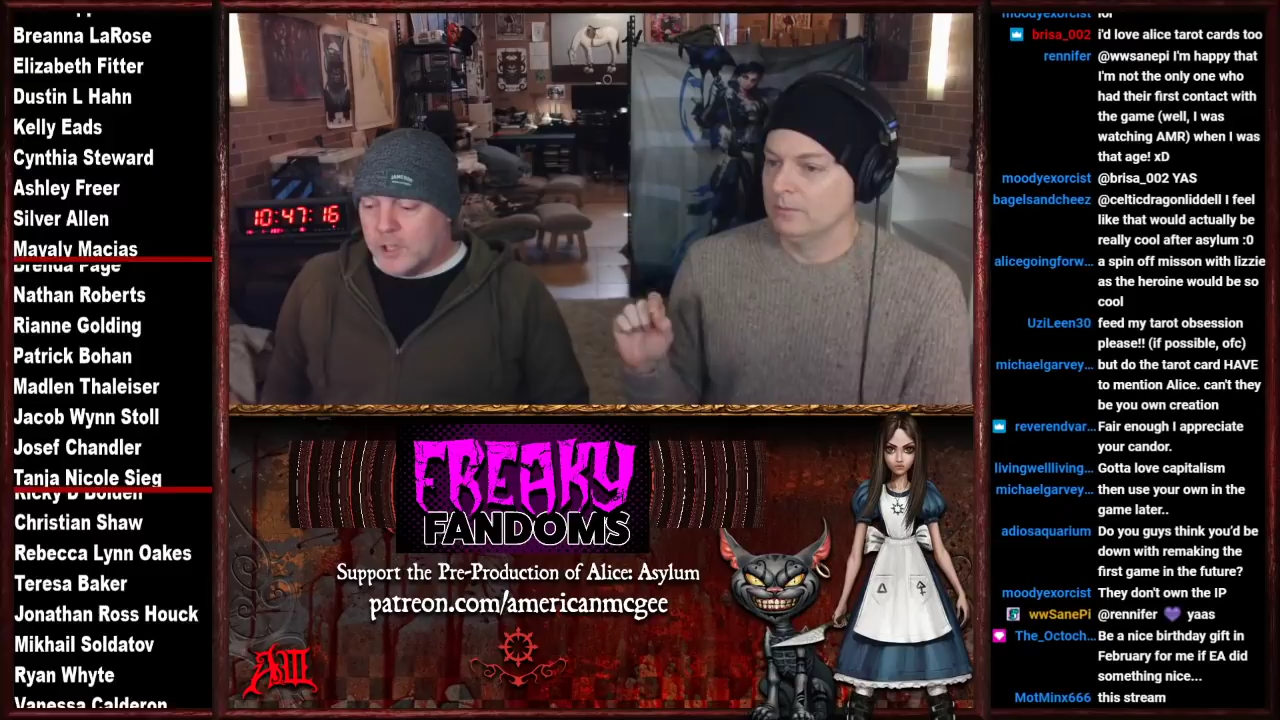 Breanna LaRose
Elizabeth Fitter
Dustin L Hahn
Kelly Eads
Cynthia Steward
Ashley Freer
Silver Allen
Mayaly Macias
Brenda Page
Nathan Roberts
Rianne Golding
Patrick Bohan
Madlen Thaleiser
Jacob Wynn Stoll
Josef Chandler
Tanja Nicole Sieg
Ricky D Bolden
Christian Shaw
Rebecca Lynn Oakes
Teresa Baker
Jonathan Ross Houck
Mikhail Soldatov
Ryan Whyte
Vanessa Calderon
10:47:16
FREAKY
FANDOMS
Support the Pre-Production of Alice: Asylum
patreon.com/americanmcgee
moodyexorcist lol
brisa_002 i'd love alice tarot cards too
rennifer @wwsanepi I'm happy that
I'm not the only one who
had their first contact with
the game (well, I was
watching AMR) when I was
that age! xD
moodyexorcist @brisa_002 YAS
bagelsandcheez @celticdragonliddell I feel
like that would actually be
really cool after asylum :0
alicegoingforw... a spin off misson with lizzie
as the heroine would be so
cool
UziLeen30 feed my tarot obsession
please!! (if possible, ofc)
michaelgarvey... but do the tarot card HAVE
to mention Alice. can't they
be you own creation
reverendvar... Fair enough I appreciate
your candor.
livingwellliving... Gotta love capitalism
michaelgarvey... then use your own in the
game later..
adiosaquarium Do you guys think you'd be
down with remaking the
first game in the future?
moodyexorcist They don't own the IP
wwSanePi @rennifer 💜 yaas
The_Octoch... Be a nice birthday gift in
February for me if EA did
something nice...
MotMinx666 this stream